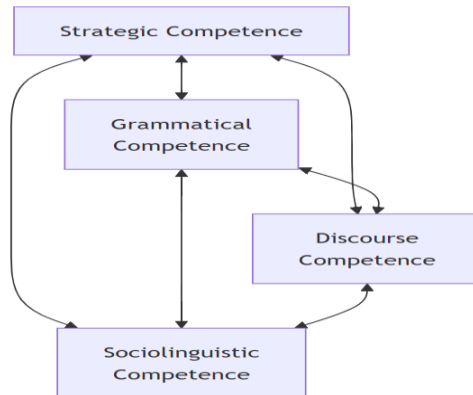 Strategic Competence
Grammatical
Competence
Discourse
Competence
Sociolinguistic
Competence